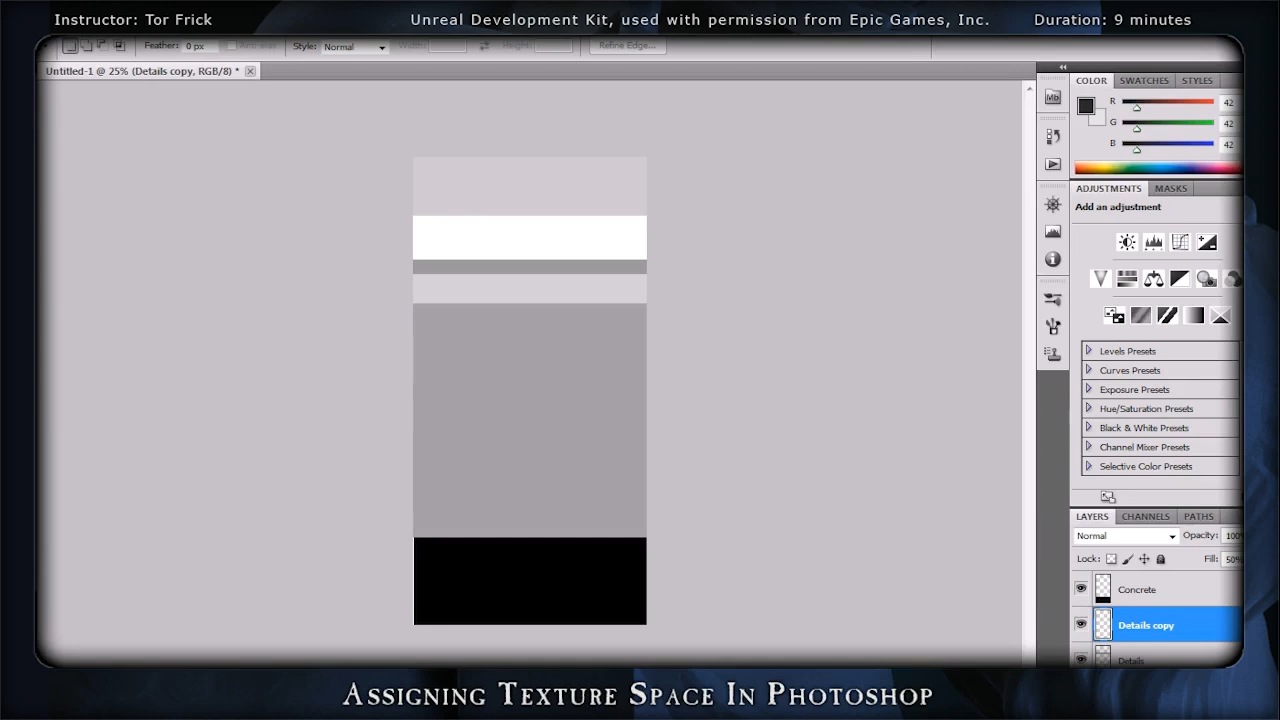 Instructor: Tor Frick
Unreal Development Kit, used with permission from Epic Games, Inc.
Duration: 9 minutes
Feather: 0 px
Anti-alias
Style: Normal
Width:
Height:
Refine Edge...
Untitled-1 @ 25% (Details copy, RGB/8) *
Mb
COLOR
SWATCHES
STYLES
R 42
G 42
B 42
ADJUSTMENTS
MASKS
Add an adjustment
Levels Presets
Curves Presets
Exposure Presets
Hue/Saturation Presets
Black & White Presets
Channel Mixer Presets
Selective Color Presets
LAYERS
CHANNELS
PATHS
Normal
Opacity: 100
Lock:
Fill: 50%
Concrete
Details copy
Details
Assigning Texture Space In Photoshop